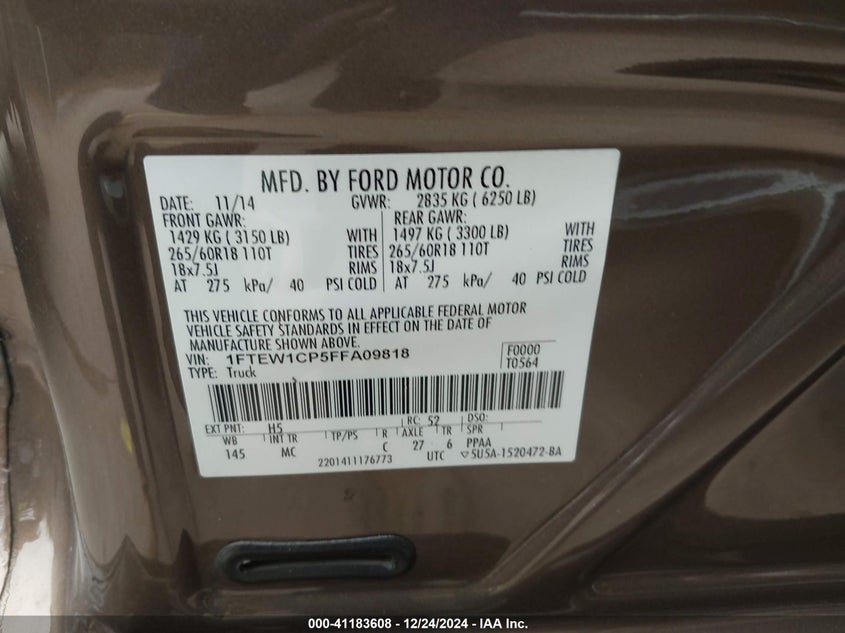 MFD. BY FORD MOTOR CO.
DATE: 11/14 GVWR: 2835 KG ( 6250 LB)
FRONT GAWR: REAR GAWR:
1429 KG ( 3150 LB) WITH 1497 KG ( 3300 LB) WITH
265/60R18 110T TIRES 265/60R18 110T TIRES
18x7.5J RIMS 18x7.5J RIMS
AT 275 kPa/ 40 PSI COLD AT 275 kPa/ 40 PSI COLD
THIS VEHICLE CONFORMS TO ALL APPLICABLE FEDERAL MOTOR
VEHICLE SAFETY STANDARDS IN EFFECT ON THE DATE OF
MANUFACTURE SHOWN ABOVE.
VIN: 1FTEW1CP5FFA09818 F0000
TYPE: Truck T0564
EXT PNT: H5 RC: 52 DSO:
WB INT TR TP/PS R AXLE TR SPR
145 MC C 27 6 PPAA
2201411176773 UTC ▽5U5A-1520472-BA
000-41183608 • 12/24/2024 • IAA Inc.